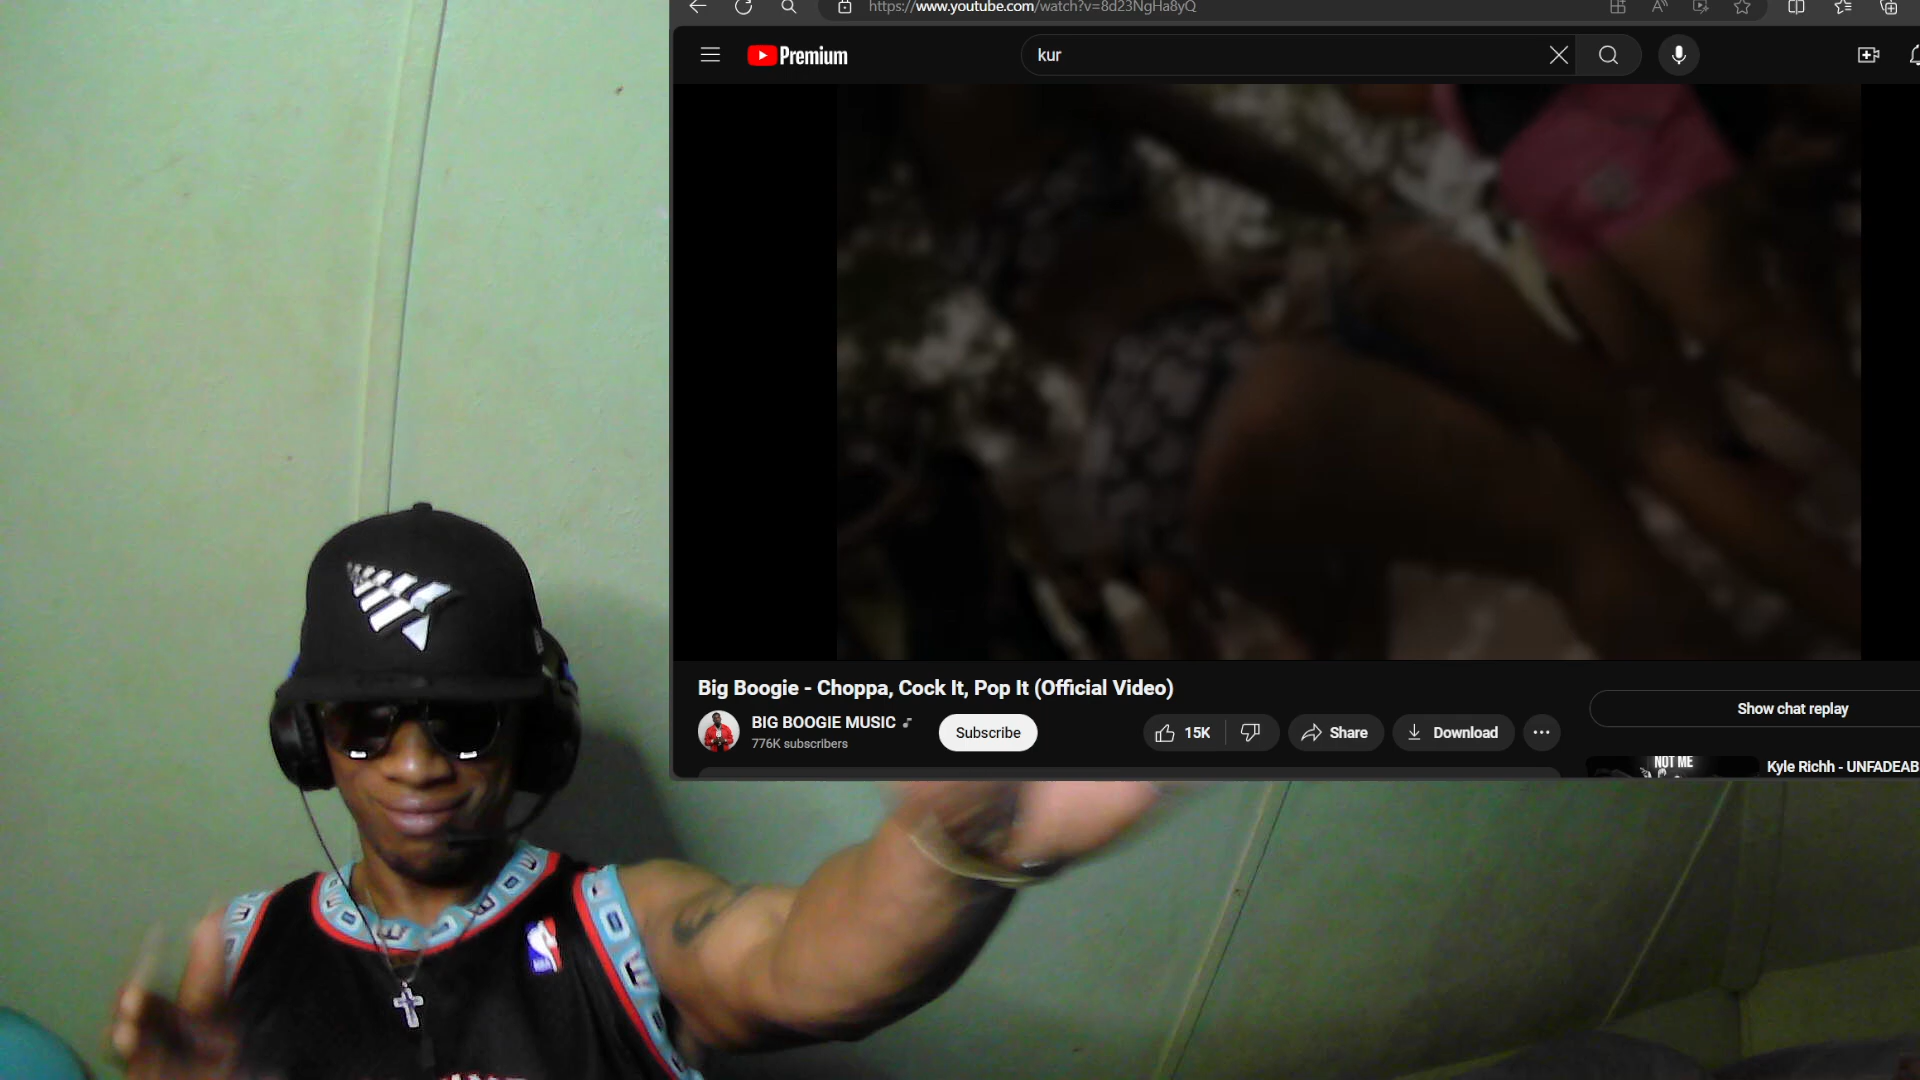 https://www.youtube.com/watch?v=8d23NgHa8yQ
Premium
kur
Big Boogie - Choppa, Cock It, Pop It (Official Video)
BIG BOOGIE MUSIC
776K subscribers
Subscribe
15K
Share
Download
Show chat replay
NOT ME
Kyle Richh - UNFADEAB